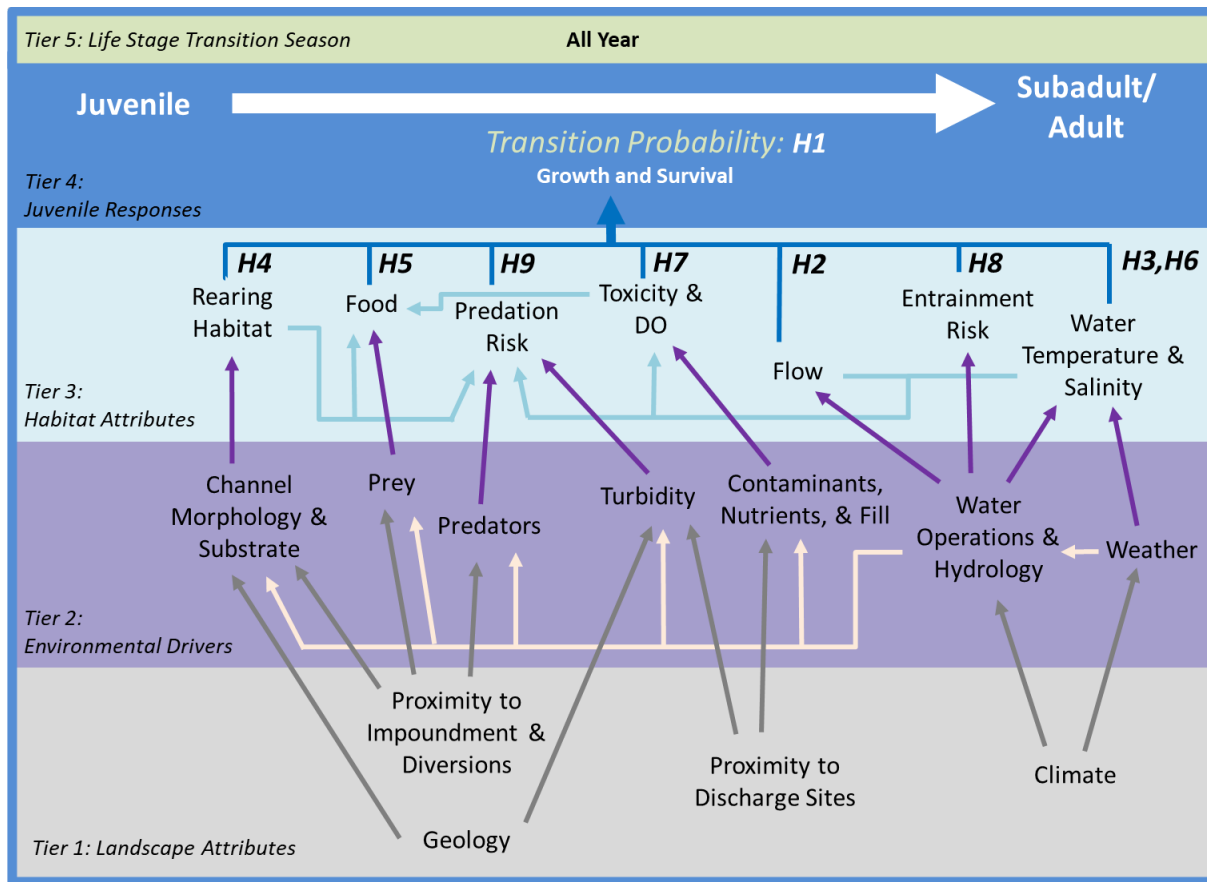 Tier 5: Life Stage Transition Season
All Year
Juvenile
Subadult/
Adult
Transition Probability: H1
Growth and Survival
Tier 4:
Juvenile Responses
H4
H5
H9
H7
H2
H8
H3,H6
Rearing
Habitat
Food
Predation
Risk
Toxicity &
DO
Flow
Entrainment
Risk
Water
Temperature &
Salinity
Tier 3:
Habitat Attributes
Channel
Morphology &
Substrate
Prey
Predators
Turbidity
Contaminants,
Nutrients, & Fill
Water
Operations &
Hydrology
Weather
Tier 2:
Environmental Drivers
Proximity to
Impoundment &
Diversions
Proximity to
Discharge Sites
Climate
Geology
Tier 1: Landscape Attributes